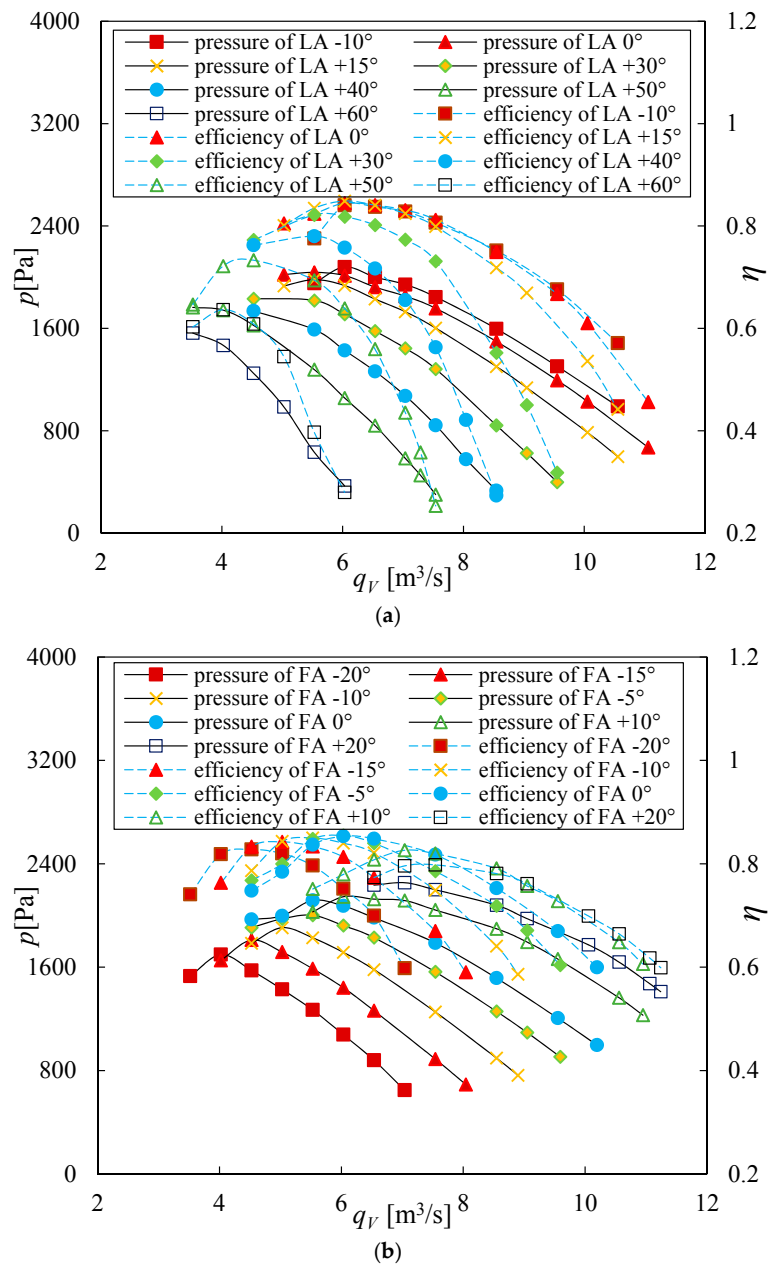 4000 1.2
pressure of LA -10° pressure of LA 0°
pressure of LA +15° pressure of LA +30°
pressure of LA +40° pressure of LA +50°
3200 1
pressure of LA +60° efficiency of LA -10°
efficiency of LA 0° efficiency of LA +15°
efficiency of LA +30° efficiency of LA +40°
efficiency of LA +50° efficiency of LA +60°
2400 0.8
p[Pa] η
1600 0.6
800 0.4
0 0.2
2 4 6 8 10 12
qV [m³/s]
(a)
4000 1.2
pressure of FA -20° pressure of FA -15°
pressure of FA -10° pressure of FA -5°
pressure of FA 0° pressure of FA +10°
3200 1
pressure of FA +20° efficiency of FA -20°
efficiency of FA -15° efficiency of FA -10°
efficiency of FA -5° efficiency of FA 0°
efficiency of FA +10° efficiency of FA +20°
2400 0.8
p[Pa] η
1600 0.6
800 0.4
0 0.2
2 4 6 8 10 12
qV [m³/s]
(b)